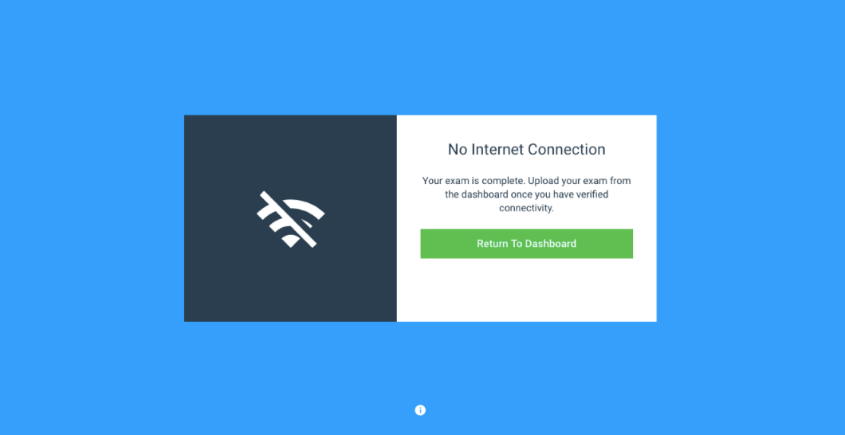 No Internet Connection
Your exam is complete. Upload your exam from
the dashboard once you have verified
connectivity.
Return To Dashboard